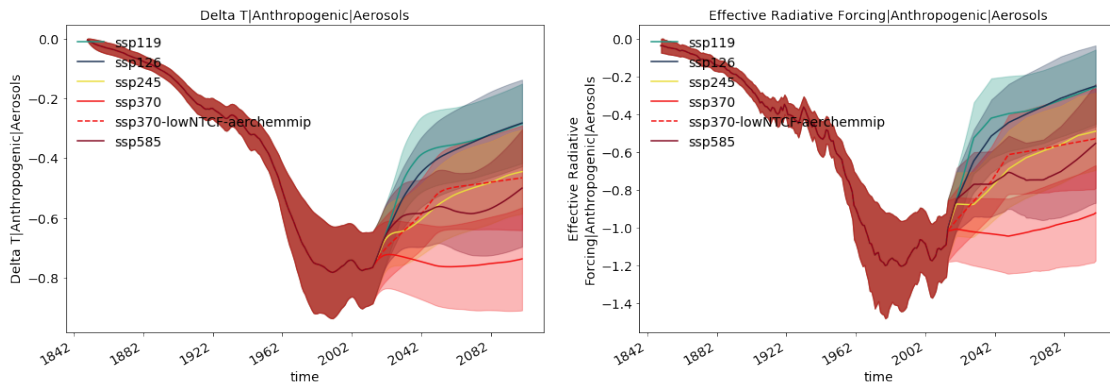 Delta T|Anthropogenic|Aerosols
0.0
−0.2
−0.4
−0.6
−0.8
Delta T|Anthropogenic|Aerosols
ssp119
ssp126
ssp245
ssp370
ssp370-lowNTCF-aerchemmip
ssp585
1842
1882
1922
1962
2002
2042
2082
time
Effective Radiative Forcing|Anthropogenic|Aerosols
0.0
−0.2
−0.4
−0.6
−0.8
−1.0
−1.2
−1.4
Effective Radiative
Forcing|Anthropogenic|Aerosols
ssp119
ssp126
ssp245
ssp370
ssp370-lowNTCF-aerchemmip
ssp585
1842
1882
1922
1962
2002
2042
2082
time